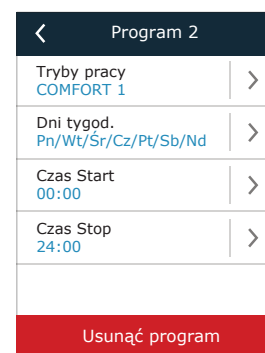 Program 2
Tryby pracy
COMFORT 1
Dni tygod.
Pn/Wt/Śr/Cz/Pt/Sb/Nd
Czas Start
00:00
Czas Stop
24:00
Usunąć program